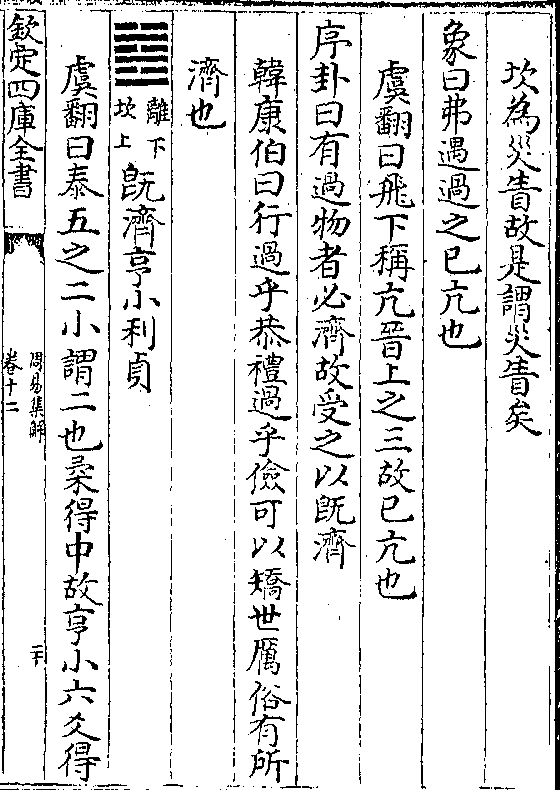 坎為災眚故是謂災眚矣
象曰弗遇過之已亢也
虞翻曰飛下稱亢晉上之三故已亢也
序卦曰有過物者必濟故受之以旣濟
韓康伯曰行過乎恭禮過乎儉可以矯世厲俗有所
濟也
離下
坎上
旣濟亨小利貞
虞翻曰泰五之二小謂二也柔得中故亨小六爻得
欽定四庫全書
周易集解
卷十二
二十